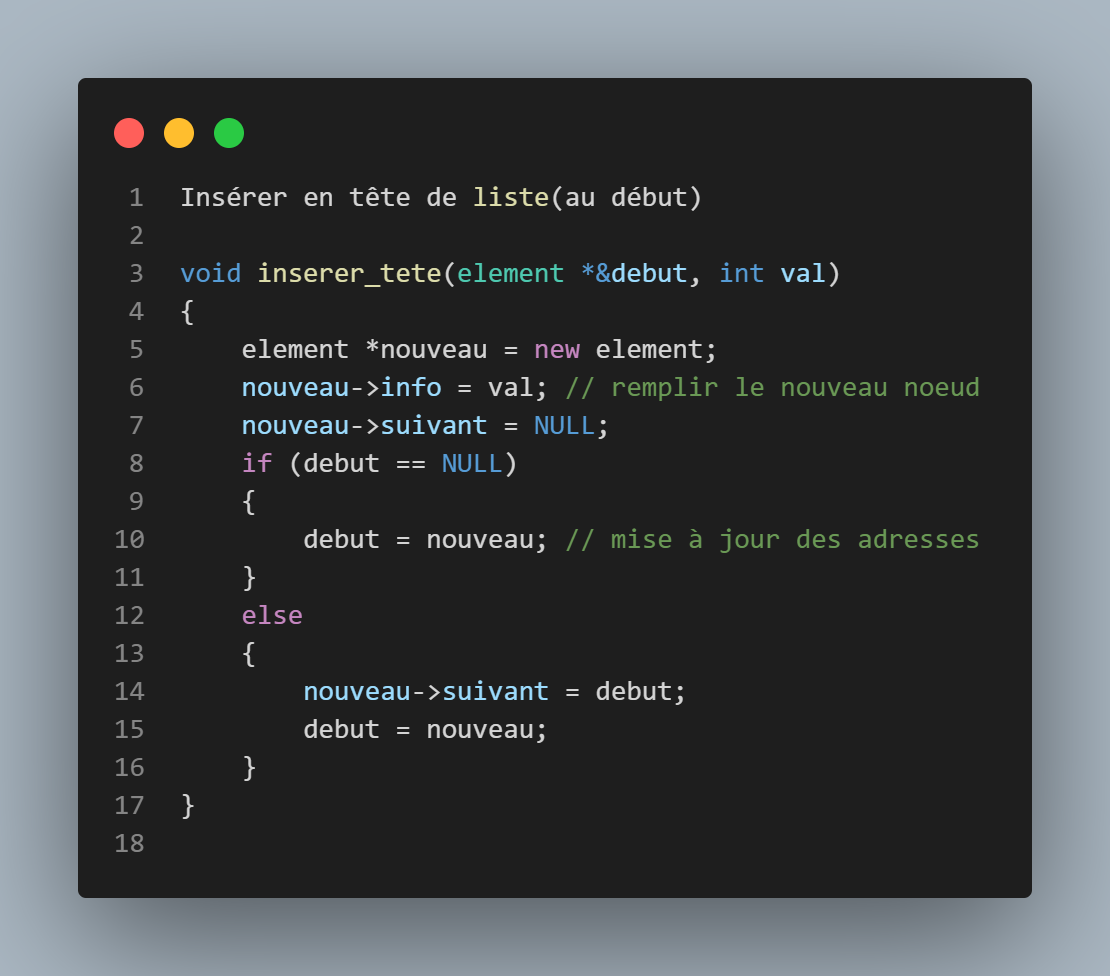 1 Insérer en tête de liste(au début)
2
3 void inserer_tete(element *&debut, int val)
4 {
5     element *nouveau = new element;
6     nouveau->info = val; // remplir le nouveau noeud
7     nouveau->suivant = NULL;
8     if (debut == NULL)
9     {
10         debut = nouveau; // mise à jour des adresses
11     }
12     else
13     {
14         nouveau->suivant = debut;
15         debut = nouveau;
16     }
17 }
18